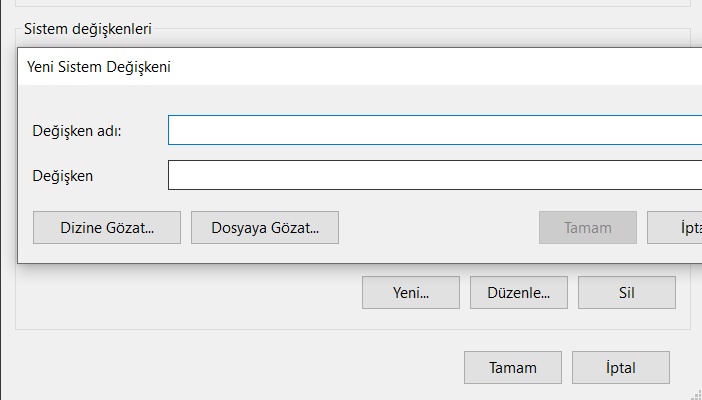 Sistem değişkenleri
Yeni Sistem Değişkeni
Değişken adı:
Değişken
Dizine Gözat...
Dosyaya Gözat...
Tamam
İpta
Yeni...
Düzenle...
Sil
Tamam
İptal